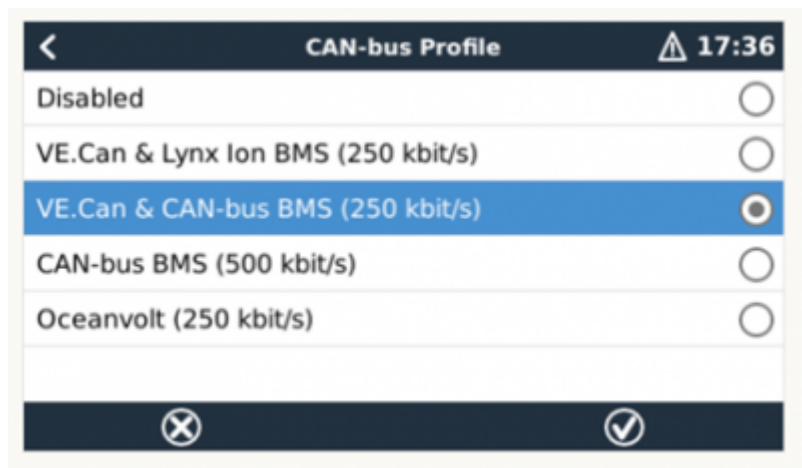 CAN-bus Profile
17:36
Disabled
VE.Can & Lynx Ion BMS (250 kbit/s)
VE.Can & CAN-bus BMS (250 kbit/s)
CAN-bus BMS (500 kbit/s)
Oceanvolt (250 kbit/s)